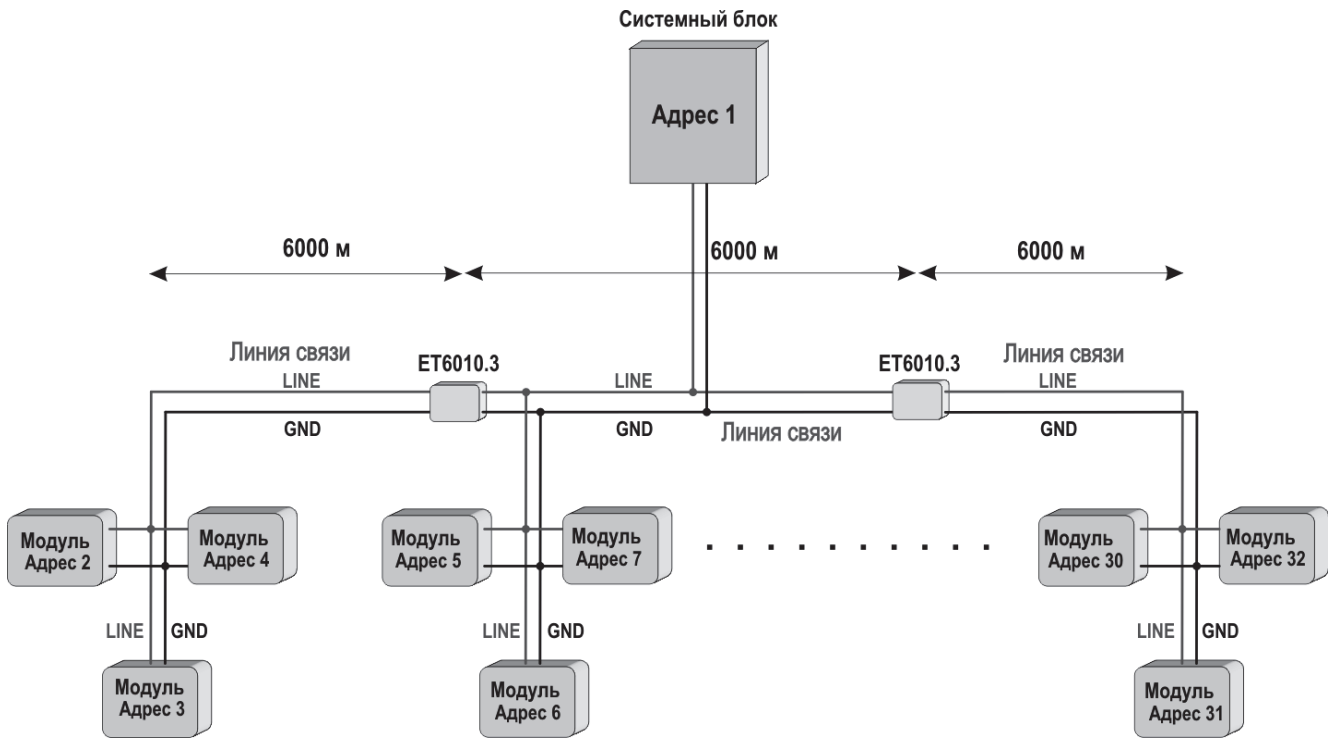 Системный блок
Адрес 1
6000 м
6000 м
6000 м
Линия связи
ET6010.3
ET6010.3
Линия связи
LINE
LINE
LINE
GND
GND
Линия связи
GND
Модуль
Адрес 2
Модуль
Адрес 4
Модуль
Адрес 5
Модуль
Адрес 7
. . . . . . . . . .
Модуль
Адрес 30
Модуль
Адрес 32
LINE
GND
LINE
GND
LINE
GND
Модуль
Адрес 3
Модуль
Адрес 6
Модуль
Адрес 31